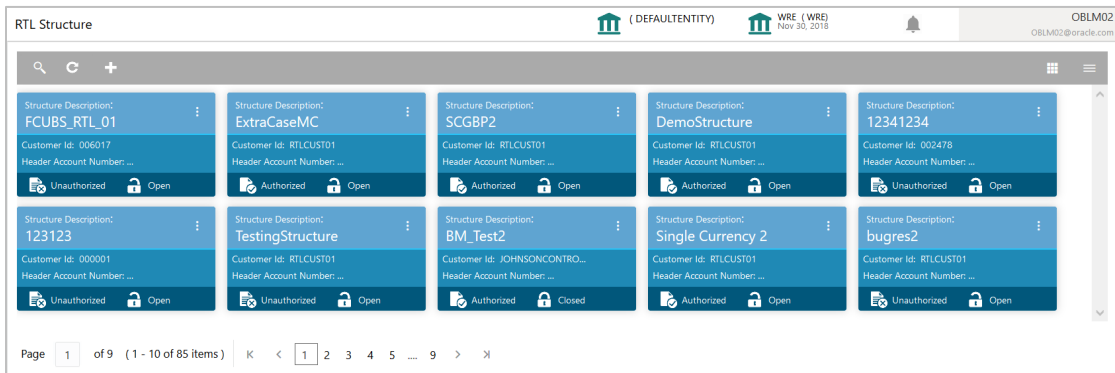 RTL Structure
( DEFAULTENTITY)
WRE ( WRE)
Nov 30, 2018
OBLM02
OBLM02@oracle.com
Structure Description:
FCUBS_RTL_01
Customer Id: 006017
Header Account Number: ...
Unauthorized Open
Structure Description:
ExtraCaseMC
Customer Id: RTLCUST01
Header Account Number: ...
Authorized Open
Structure Description:
SCGBP2
Customer Id: RTLCUST01
Header Account Number: ...
Authorized Open
Structure Description:
DemoStructure
Customer Id: RTLCUST01
Header Account Number: ...
Authorized Open
Structure Description:
12341234
Customer Id: 002478
Header Account Number: ...
Unauthorized Open
Structure Description:
123123
Customer Id: 000001
Header Account Number: ...
Unauthorized Open
Structure Description:
TestingStructure
Customer Id: RTLCUST01
Header Account Number: ...
Unauthorized Open
Structure Description:
BM_Test2
Customer Id: JOHNSONCONTRO...
Header Account Number: ...
Authorized Closed
Structure Description:
Single Currency 2
Customer Id: RTLCUST01
Header Account Number: ...
Authorized Open
Structure Description:
bugres2
Customer Id: RTLCUST01
Header Account Number: ...
Unauthorized Open
Page 1 of 9 ( 1 - 10 of 85 items ) 1 2 3 4 5 .... 9